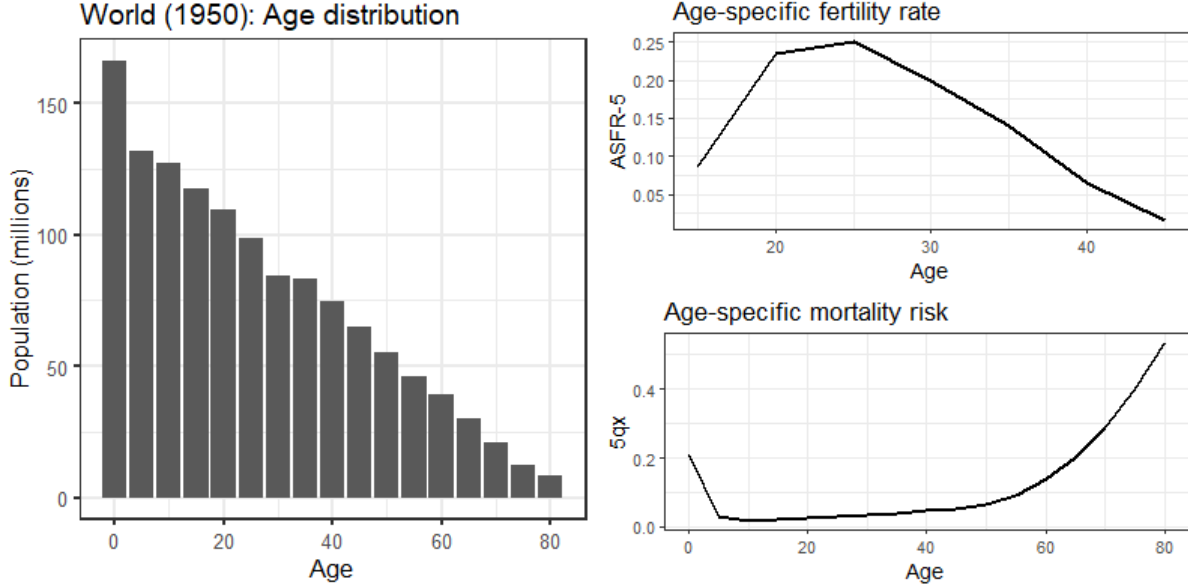 World (1950): Age distribution
Population (millions)
150
100
50
0
0 20 40 60 80
Age
Age-specific fertility rate
ASFR-5
0.25
0.20
0.15
0.10
0.05
20 30 40
Age
Age-specific mortality risk
5qx
0.4
0.2
0.0
0 20 40 60 80
Age